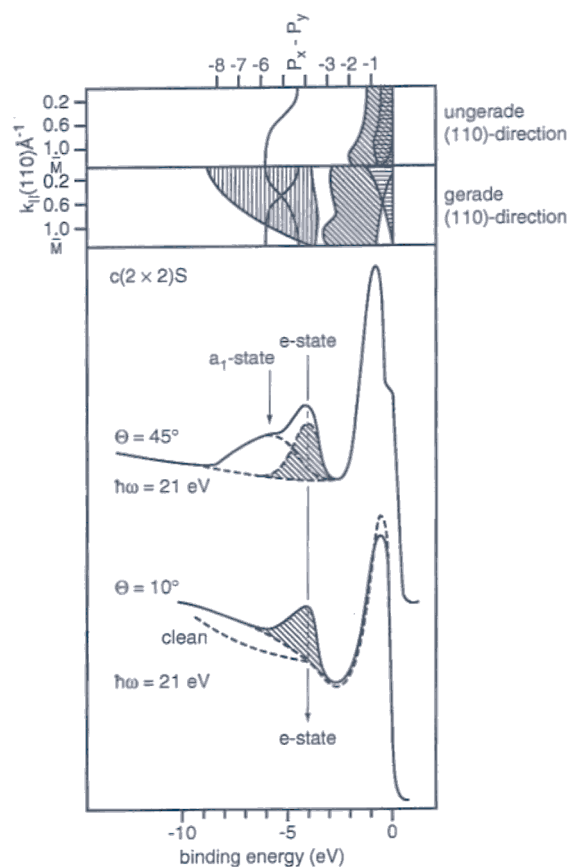 -8 -7 -6 Px - Py -3 -2 -1
k||(110)Å⁻¹
0.2
0.6
1.0
M̄
0.2
0.6
1.0
M̄
ungerade
(110)-direction
gerade
(110)-direction
c(2 × 2)S
e-state
a₁-state
Θ = 45°
ħω = 21 eV
Θ = 10°
clean
ħω = 21 eV
e-state
-10 -5 0
binding energy (eV)